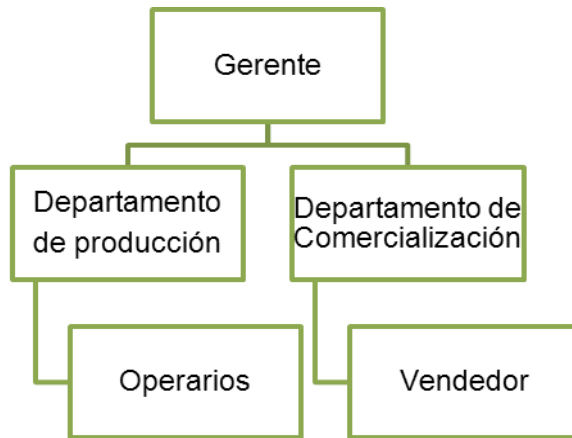 Gerente
Departamento
de producción
Departamento de
Comercialización
Operarios
Vendedor